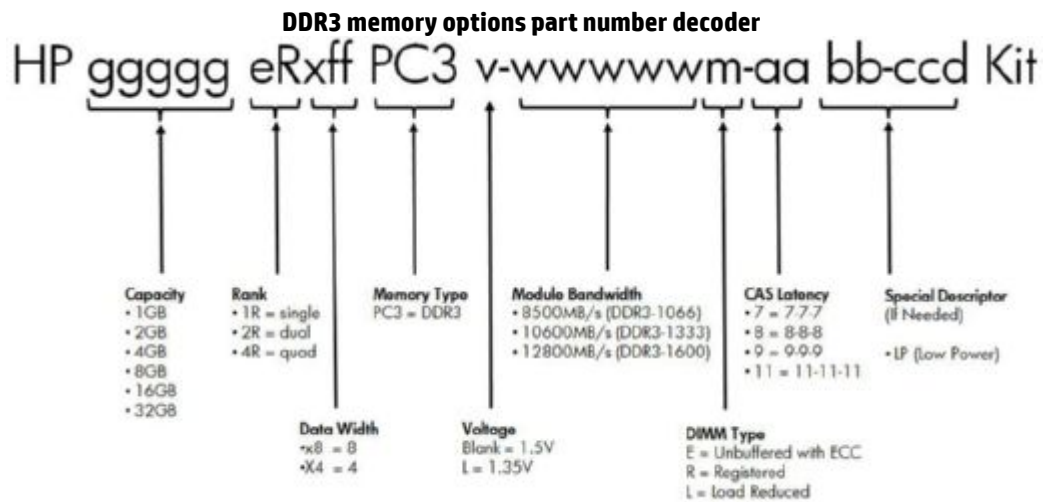 DDR3 memory options part number decoder
HP ggggg eRxff PC3 v-wwwwwm-aa bb-ccd Kit
Capacity
• 1GB
• 2GB
• 4GB
• 8GB
• 16GB
• 32GB
Rank
• 1R = single
• 2R = dual
• 4R = quad
Memory Type
PC3 = DDR3
Module Bandwidth
• 8500MB/s (DDR3-1066)
• 10600MB/s (DDR3-1333)
• 12800MB/s (DDR3-1600)
CAS Latency
• 7 = 7-7-7
• 8 = 8-8-8
• 9 = 9-9-9
• 11 = 11-11-11
Special Descriptor
(If Needed)
• LP (Low Power)
Data Width
•x8 = 8
•X4 = 4
Voltage
Blank = 1.5V
L = 1.35V
DIMM Type
E = Unbuffered with ECC
R = Registered
L = Load Reduced